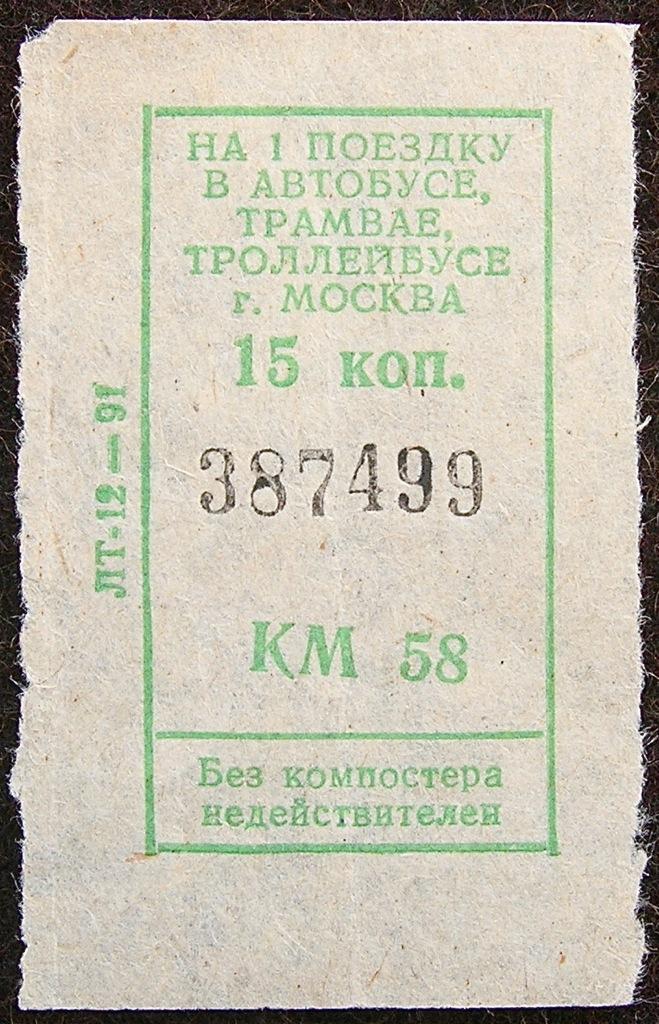 НА 1 ПОЕЗДКУ
В АВТОБУСЕ,
ТРАМВАЕ,
ТРОЛЛЕЙБУСЕ
г. МОСКВА
15 коп.
387499
КМ 58
Без компостера
недействителен
ЛТ-12—91